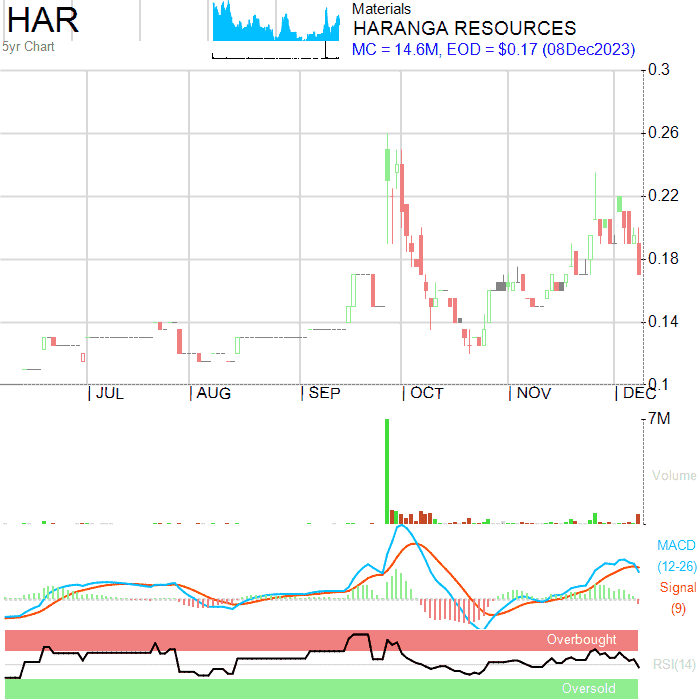 HAR
5yr Chart
Materials
HARANGA RESOURCES
MC = 14.6M, EOD = $0.17 (08Dec2023)
0.3
0.26
0.22
0.18
0.14
0.1
JUL AUG SEP OCT NOV DEC
7M
Volume
MACD
(12-26)
Signal
(9)
Overbought
RSI(14)
Oversold